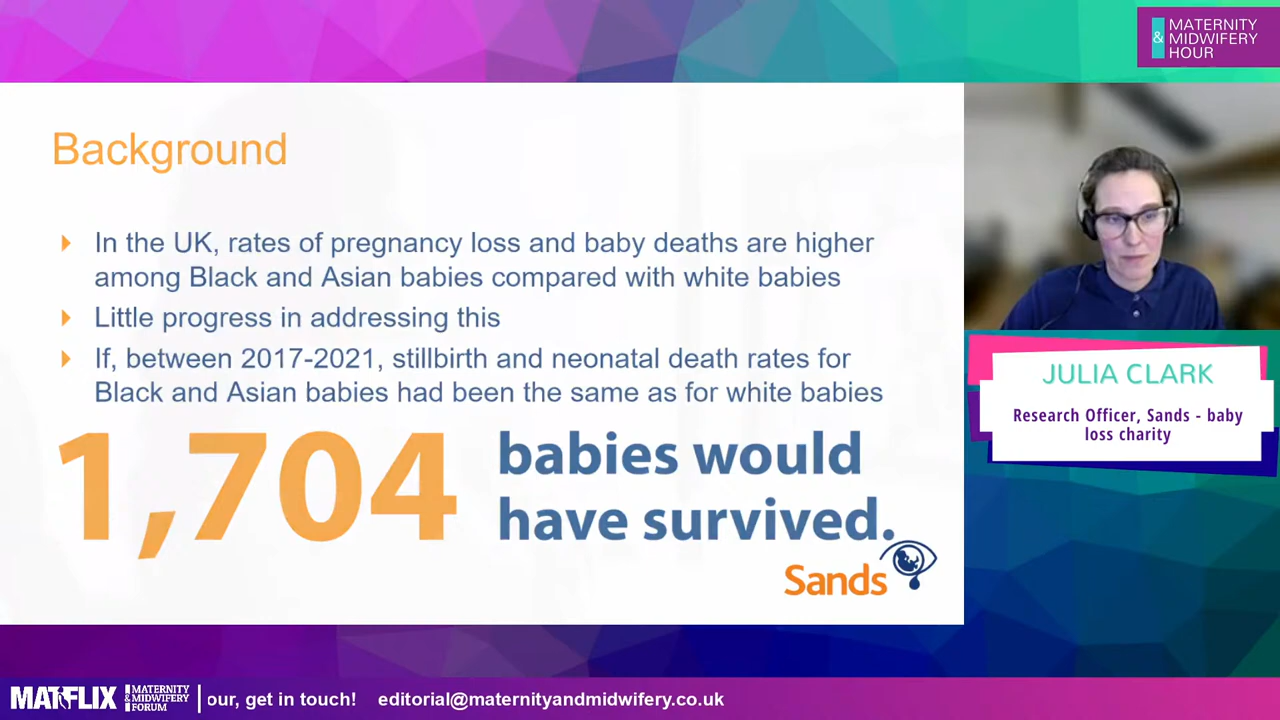 & MATERNITY
MIDWIFERY
HOUR
Background
In the UK, rates of pregnancy loss and baby deaths are higher
among Black and Asian babies compared with white babies
Little progress in addressing this
If, between 2017-2021, stillbirth and neonatal death rates for
Black and Asian babies had been the same as for white babies
1,704 babies would
have survived.
Sands
JULIA CLARK
Research Officer, Sands - baby
loss charity
MATFLIX
MATERNITY
& MIDWIFERY
FORUM
our, get in touch! editorial@maternityandmidwifery.co.uk